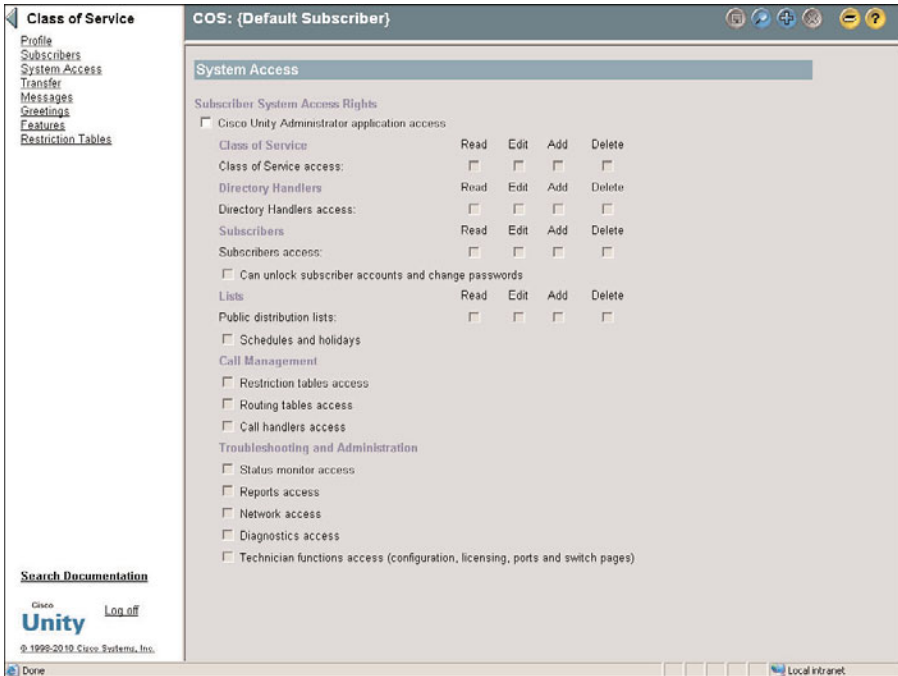 Class of Service
Profile
Subscribers
System Access
Transfer
Messages
Greetings
Features
Restriction Tables
Search Documentation
Cisco
Unity
Log off
© 1998-2010 Cisco Systems, Inc.
COS: {Default Subscriber}
?
System Access
Subscriber System Access Rights
Cisco Unity Administrator application access
Class of Service Read Edit Add Delete
Class of Service access:
Directory Handlers Read Edit Add Delete
Directory Handlers access:
Subscribers Read Edit Add Delete
Subscribers access:
Can unlock subscriber accounts and change passwords
Lists Read Edit Add Delete
Public distribution lists:
Schedules and holidays
Call Management
Restriction tables access
Routing tables access
Call handlers access
Troubleshooting and Administration
Status monitor access
Reports access
Network access
Diagnostics access
Technician functions access (configuration, licensing, ports and switch pages)
Done Local intranet